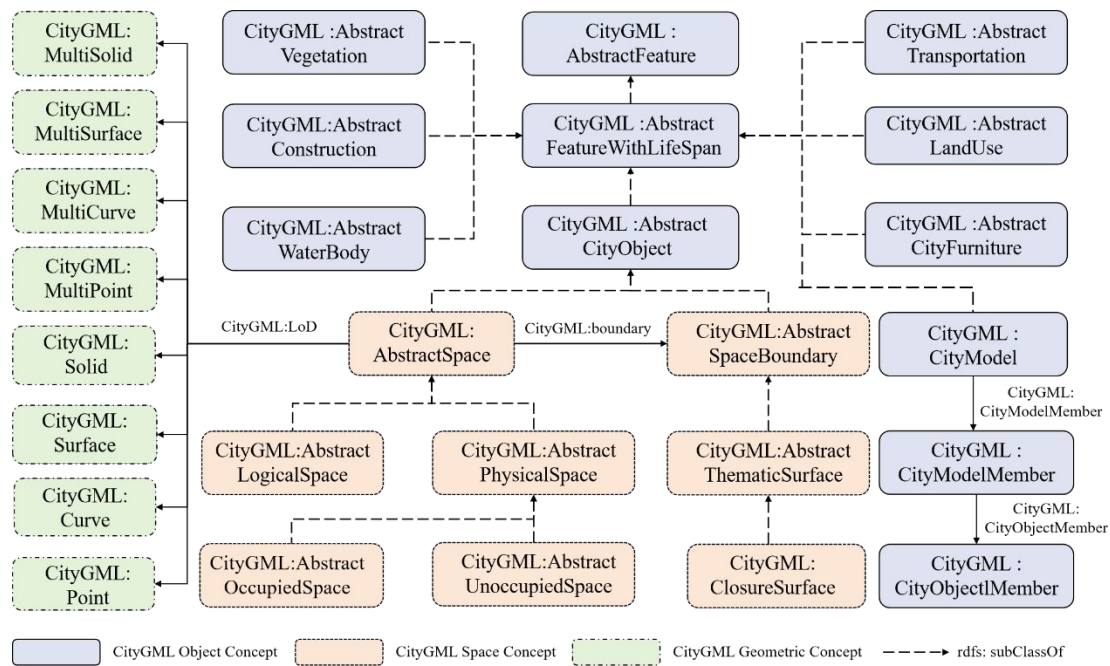 CityGML:
MultiSolid
CityGML:
MultiSurface
CityGML:
MultiCurve
CityGML:
MultiPoint
CityGML:
Solid
CityGML:
Surface
CityGML:
Curve
CityGML:
Point
CityGML :Abstract
Vegetation
CityGML:Abstract
Construction
CityGML :Abstract
WaterBody
CityGML :
AbstractFeature
CityGML :Abstract
FeatureWithLifeSpan
CityGML :Abstract
CityObject
CityGML :Abstract
Transportation
CityGML :Abstract
LandUse
CityGML :Abstract
CityFurniture
CityGML:LoD
CityGML:
AbstractSpace
CityGML:boundary
CityGML:Abstract
SpaceBoundary
CityGML :
CityModel
CityGML:
CityModelMember
CityGML:Abstract
LogicalSpace
CityGML:Abstract
PhysicalSpace
CityGML:Abstract
ThematicSurface
CityGML :
CityModelMember
CityGML:
CityObjectMember
CityGML:Abstract
OccupiedSpace
CityGML:Abstract
UnoccupiedSpace
CityGML:
ClosureSurface
CityGML :
CityObjectlMember
CityGML Object Concept
CityGML Space Concept
CityGML Geometric Concept
rdfs: subClassOf